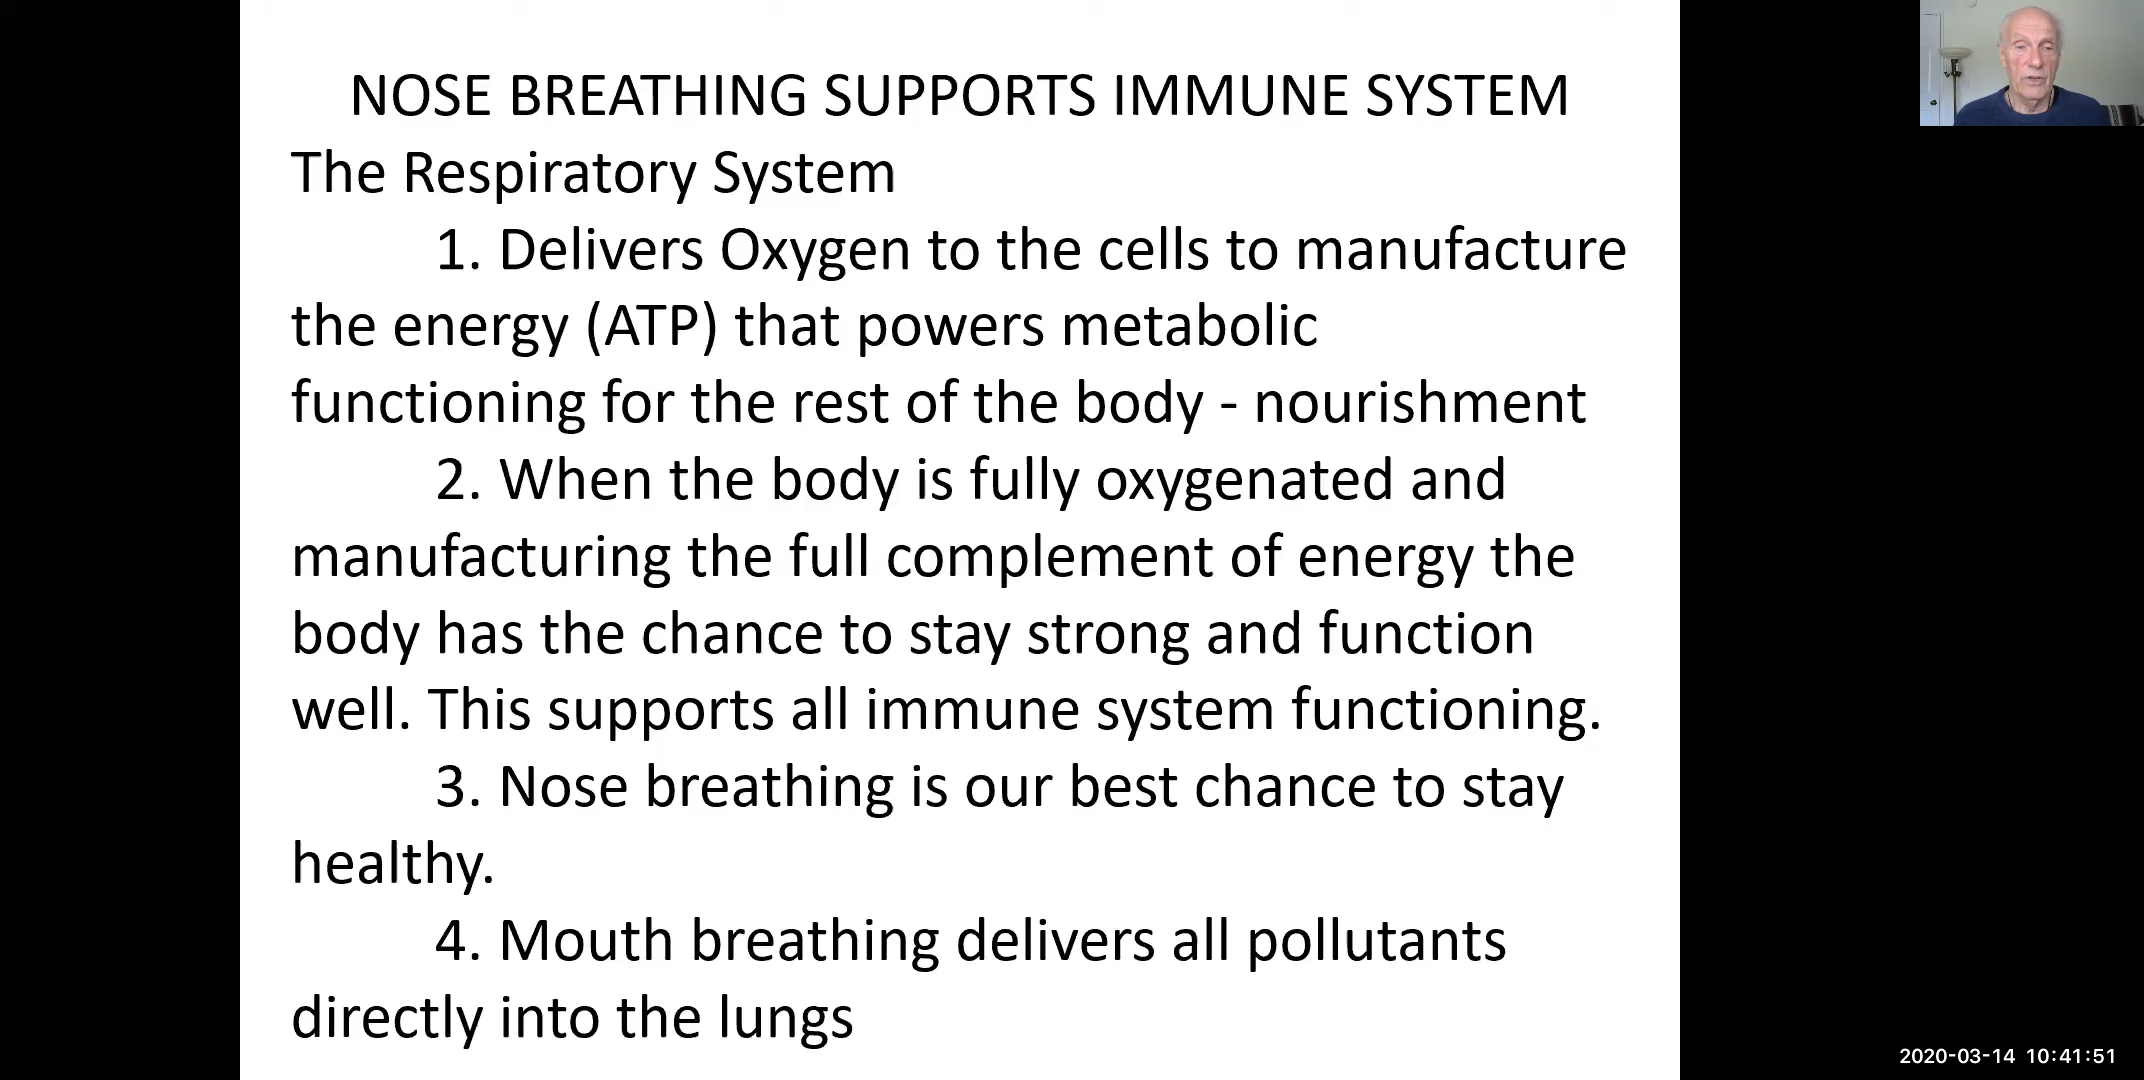 NOSE BREATHING SUPPORTS IMMUNE SYSTEM
The Respiratory System
1. Delivers Oxygen to the cells to manufacture
the energy (ATP) that powers metabolic
functioning for the rest of the body - nourishment
2. When the body is fully oxygenated and
manufacturing the full complement of energy the
body has the chance to stay strong and function
well. This supports all immune system functioning.
3. Nose breathing is our best chance to stay
healthy.
4. Mouth breathing delivers all pollutants
directly into the lungs
2020-03-14 10:41:51